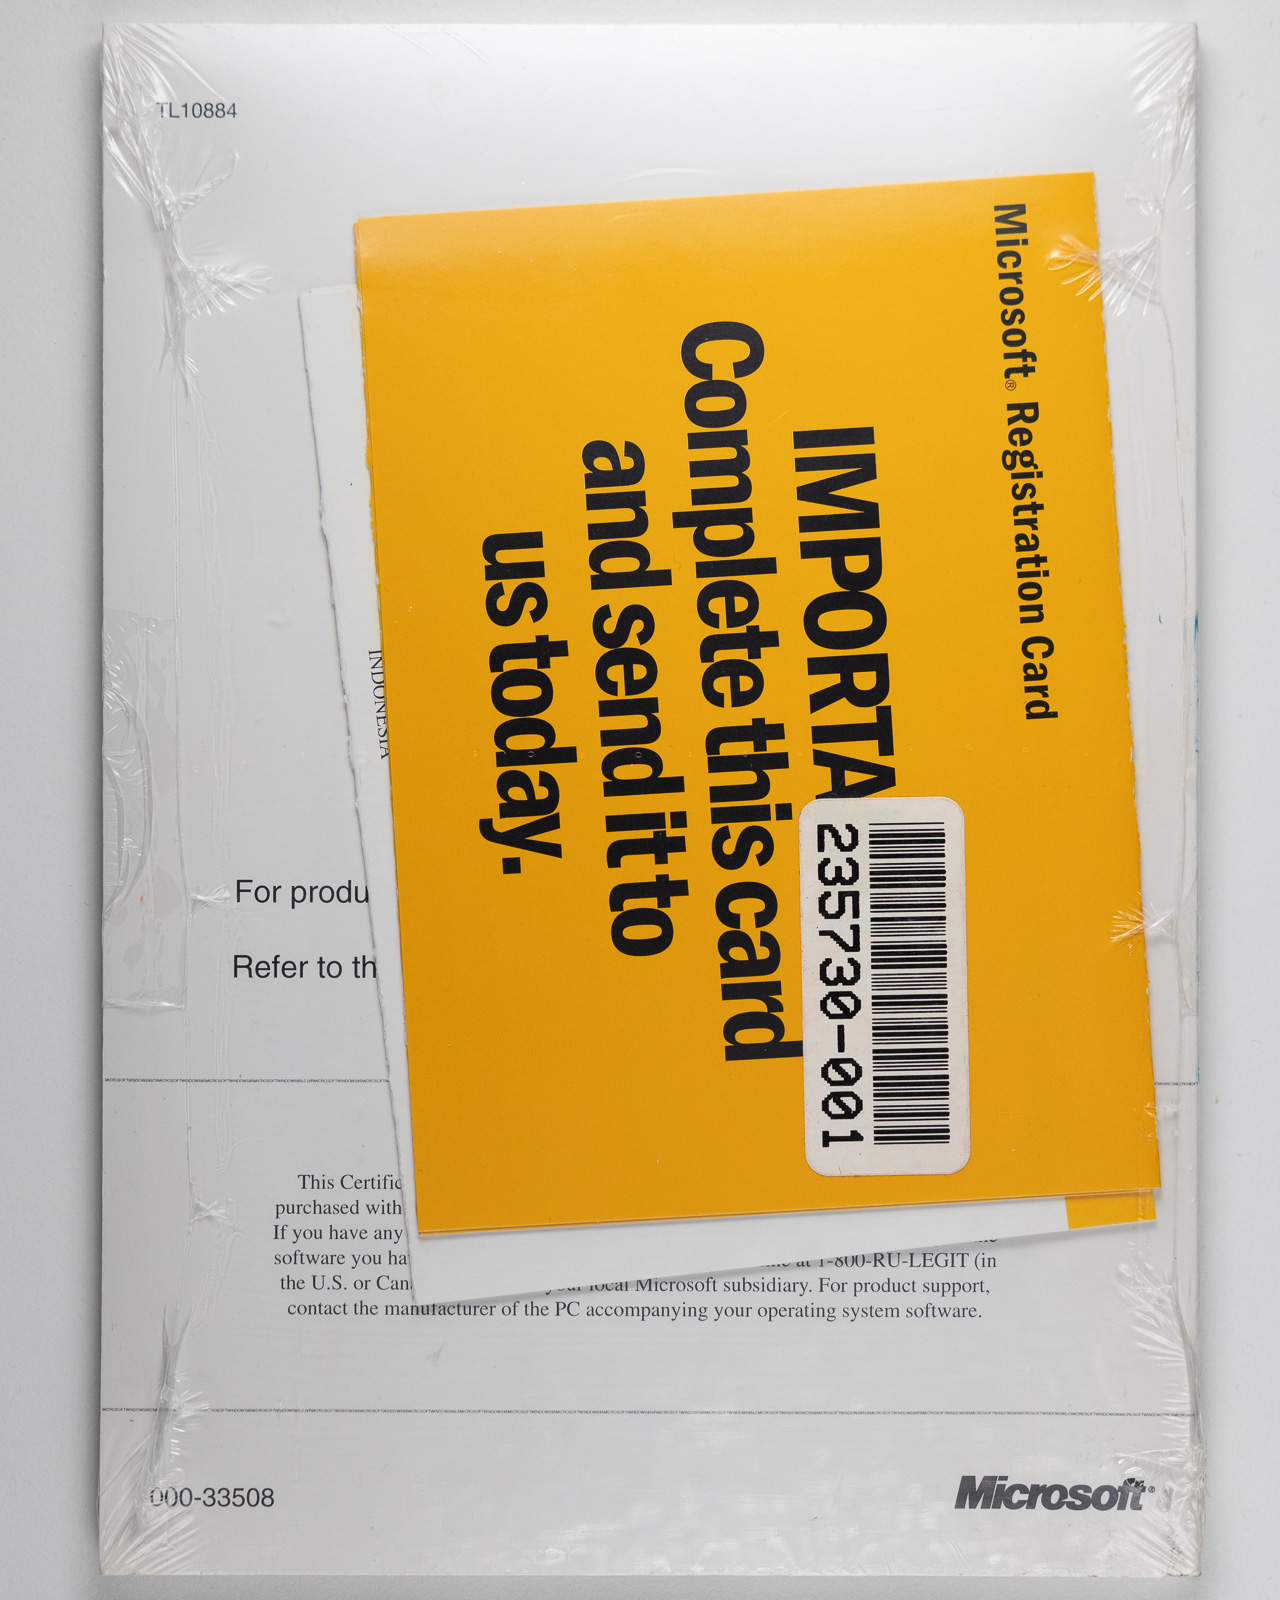 TL10884
Microsoft® Registration Card
IMPORTA
Complete this card
and send it to
us today.
235730-001
INDONESIA
For produ
Refer to th
This Certific
purchased with
If you have any
software you ha at 1-800-RU-LEGIT (in
the U.S. or Can your local Microsoft subsidiary. For product support,
contact the manufacturer of the PC accompanying your operating system software.
000-33508
Microsoft®